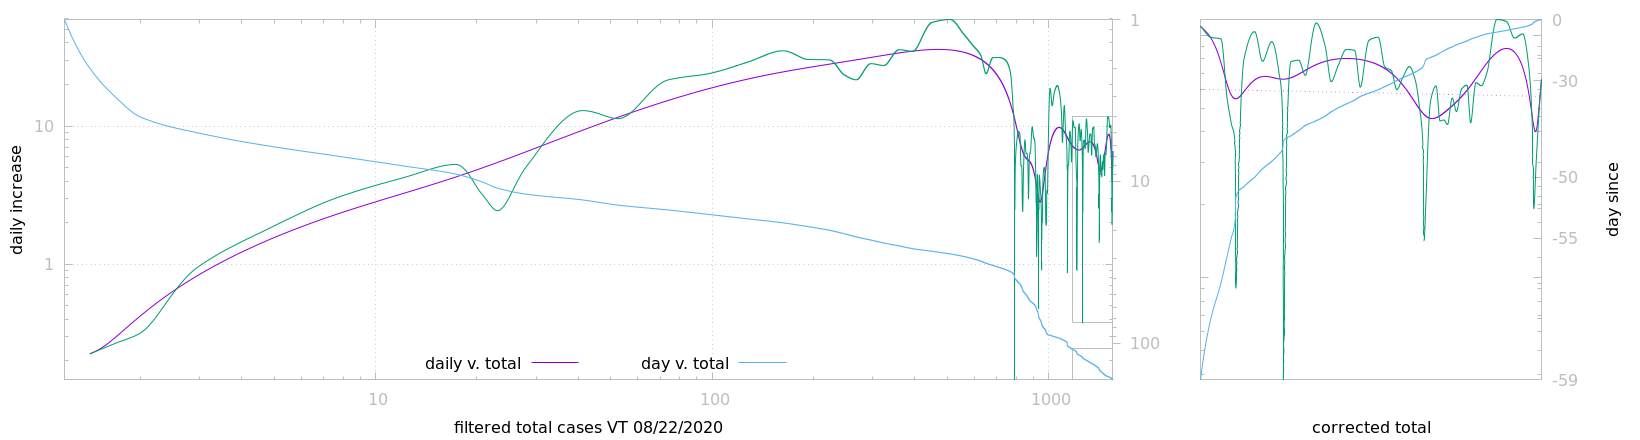 daily increase
10
1
daily v. total
day v. total
10
100
1000
filtered total cases VT 08/22/2020
1
10
100
0
-30
-50
-55
-59
day since
corrected total